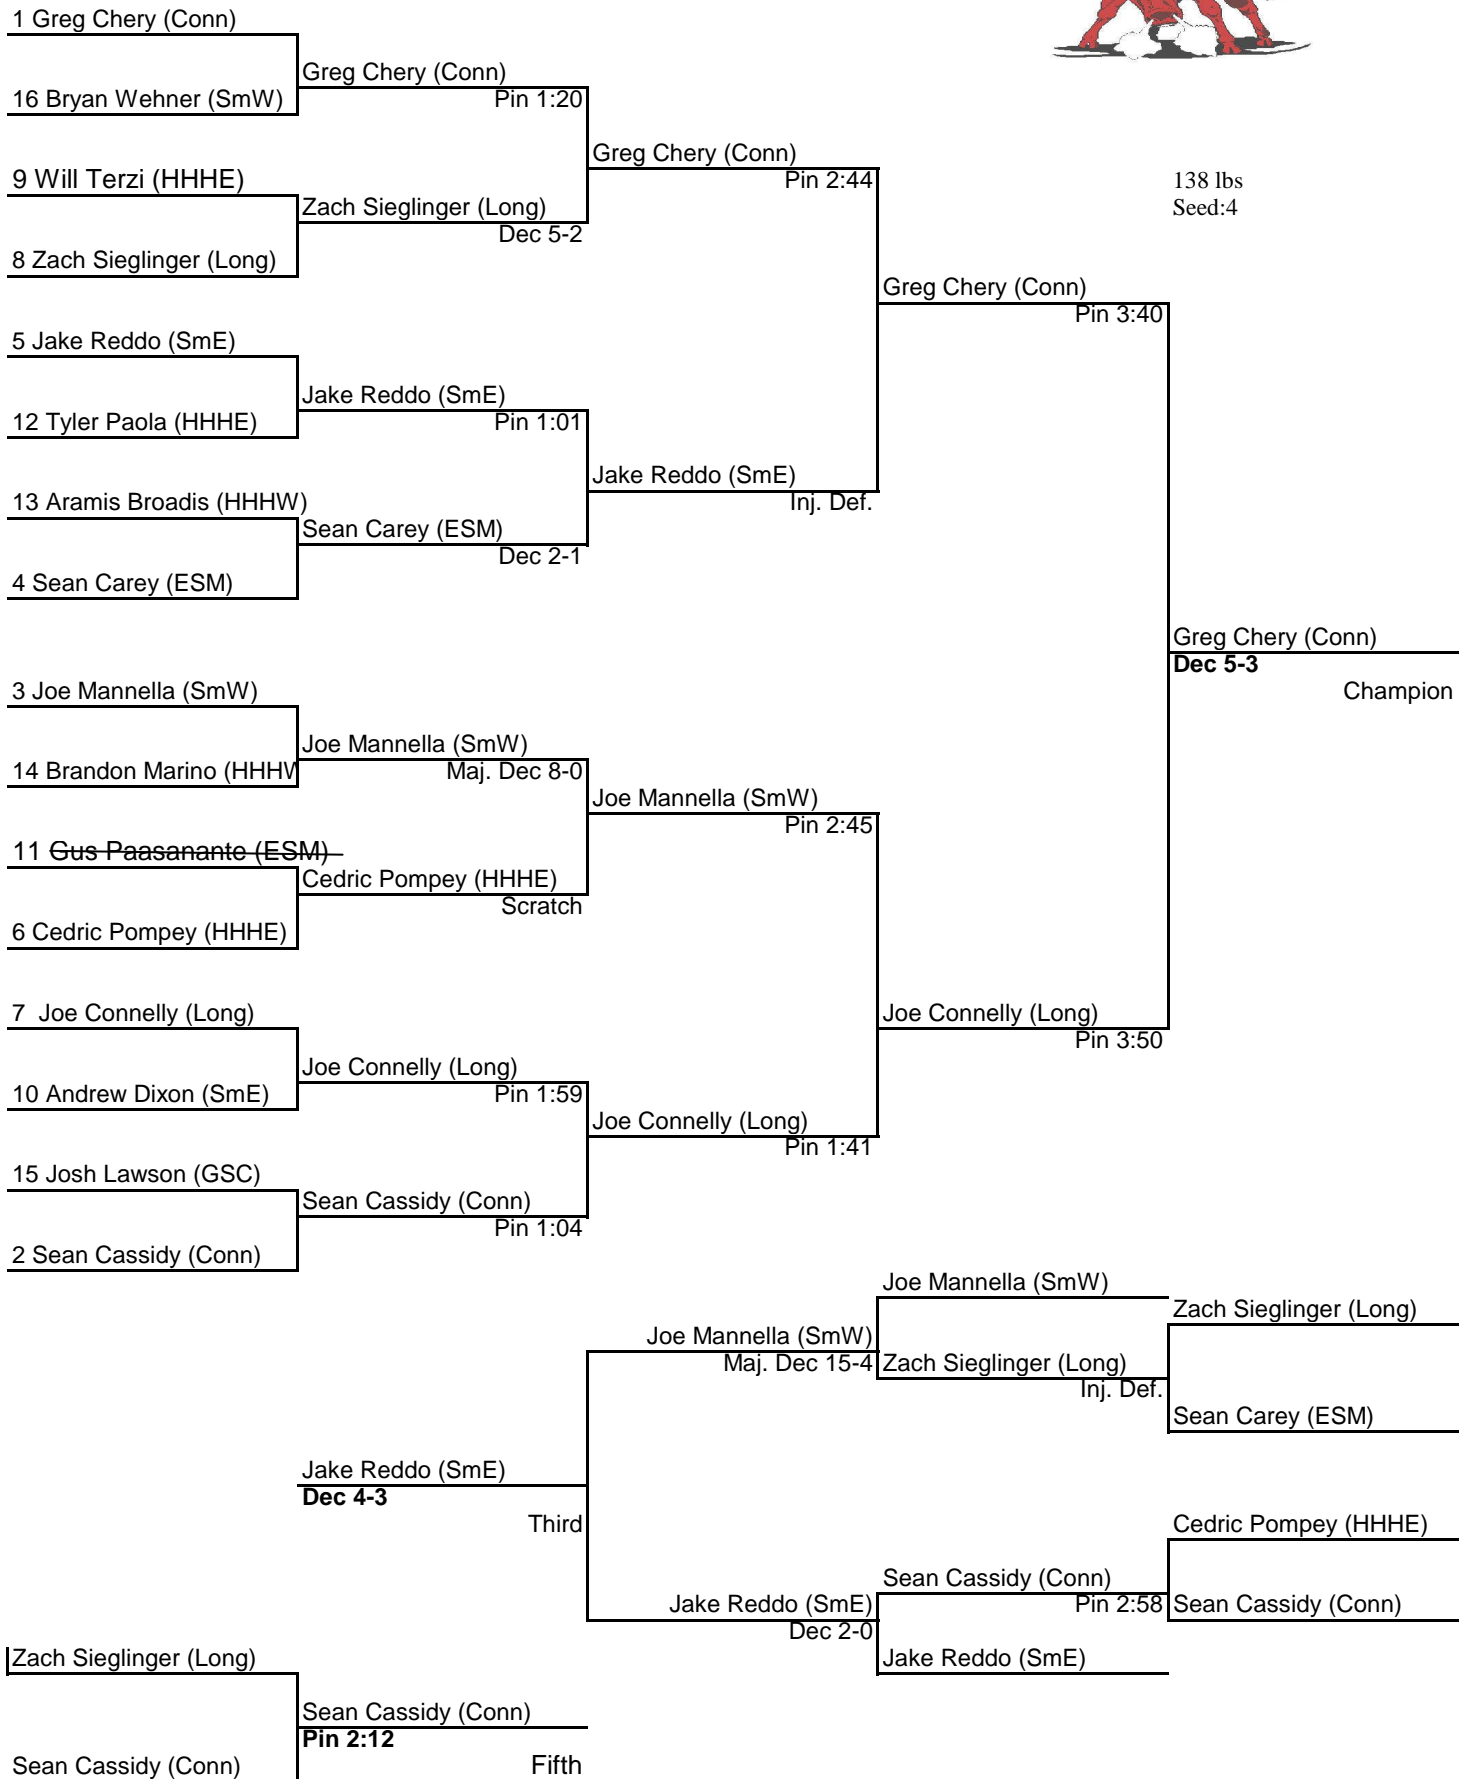 1 Greg Chery (Conn)
Greg Chery (Conn)
16 Bryan Wehner (SmW)
Pin 1:20
Greg Chery (Conn)
9 Will Terzi (HHHE)
Pin 2:44
138 lbs
Zach Sieglinger (Long)
Seed:4
Dec 5-2
8 Zach Sieglinger (Long)
Greg Chery (Conn)
Pin 3:40
5 Jake Reddo (SmE)
Jake Reddo (SmE)
12 Tyler Paola (HHHE)
Pin 1:01
Jake Reddo (SmE)
13 Aramis Broadis (HHHW)
Inj. Def.
Sean Carey (ESM)
Dec 2-1
4 Sean Carey (ESM)
Greg Chery (Conn)
Dec 5-3
3 Joe Mannella (SmW)
Champion
Joe Mannella (SmW)
14 Brandon Marino (HHHW
Maj. Dec 8-0
Joe Mannella (SmW)
Pin 2:45
11 Gus Paasanante (ESM)
Cedric Pompey (HHHE)
Scratch
6 Cedric Pompey (HHHE)
7 Joe Connelly (Long)
Joe Connelly (Long)
Pin 3:50
Joe Connelly (Long)
10 Andrew Dixon (SmE)
Pin 1:59
Joe Connelly (Long)
Pin 1:41
15 Josh Lawson (GSC)
Sean Cassidy (Conn)
Pin 1:04
2 Sean Cassidy (Conn)
Joe Mannella (SmW)
Zach Sieglinger (Long)
Joe Mannella (SmW)
Maj. Dec 15-4
Zach Sieglinger (Long)
Inj. Def.
Sean Carey (ESM)
Jake Reddo (SmE)
Dec 4-3
Third
Cedric Pompey (HHHE)
Sean Cassidy (Conn)
Jake Reddo (SmE)
Pin 2:58
Sean Cassidy (Conn)
Dec 2-0
Zach Sieglinger (Long)
Jake Reddo (SmE)
Sean Cassidy (Conn)
Pin 2:12
Sean Cassidy (Conn)
Fifth